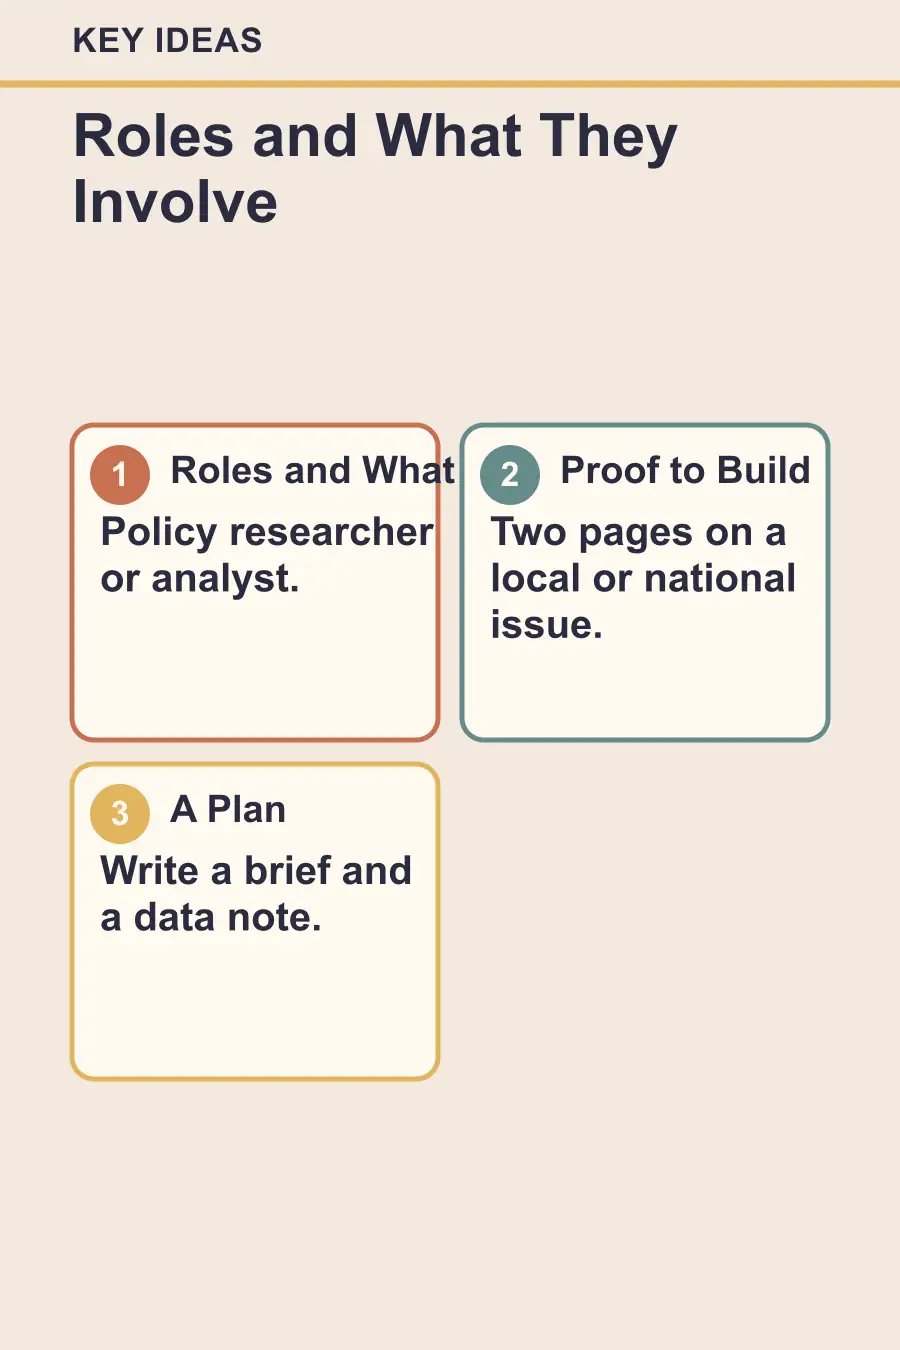 KEY IDEAS
Roles and What They
Involve
1
Roles and What
Policy researcher
or analyst.
2
Proof to Build
Two pages on a
local or national
issue.
3
A Plan
Write a brief and
a data note.